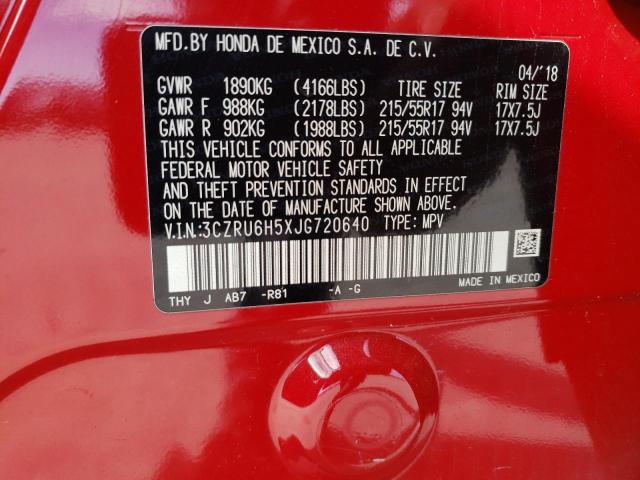 MFD. BY HONDA DE MEXICO S.A. DE C.V.
04/'18
GVWR 1890KG (4166LBS) TIRE SIZE RIM SIZE
GAWR F 988KG (2178LBS) 215/55R17 94V 17X7.5J
GAWR R 902KG (1988LBS) 215/55R17 94V 17X7.5J
THIS VEHICLE CONFORMS TO ALL APPLICABLE
FEDERAL MOTOR VEHICLE SAFETY
AND THEFT PREVENTION STANDARDS IN EFFECT
ON THE DATE OF MANUFACTURE SHOWN ABOVE.
V.I.N:3CZRU6H5XJG720640 TYPE: MPV
THY J AB7 -R81 -A -G
MADE IN MEXICO